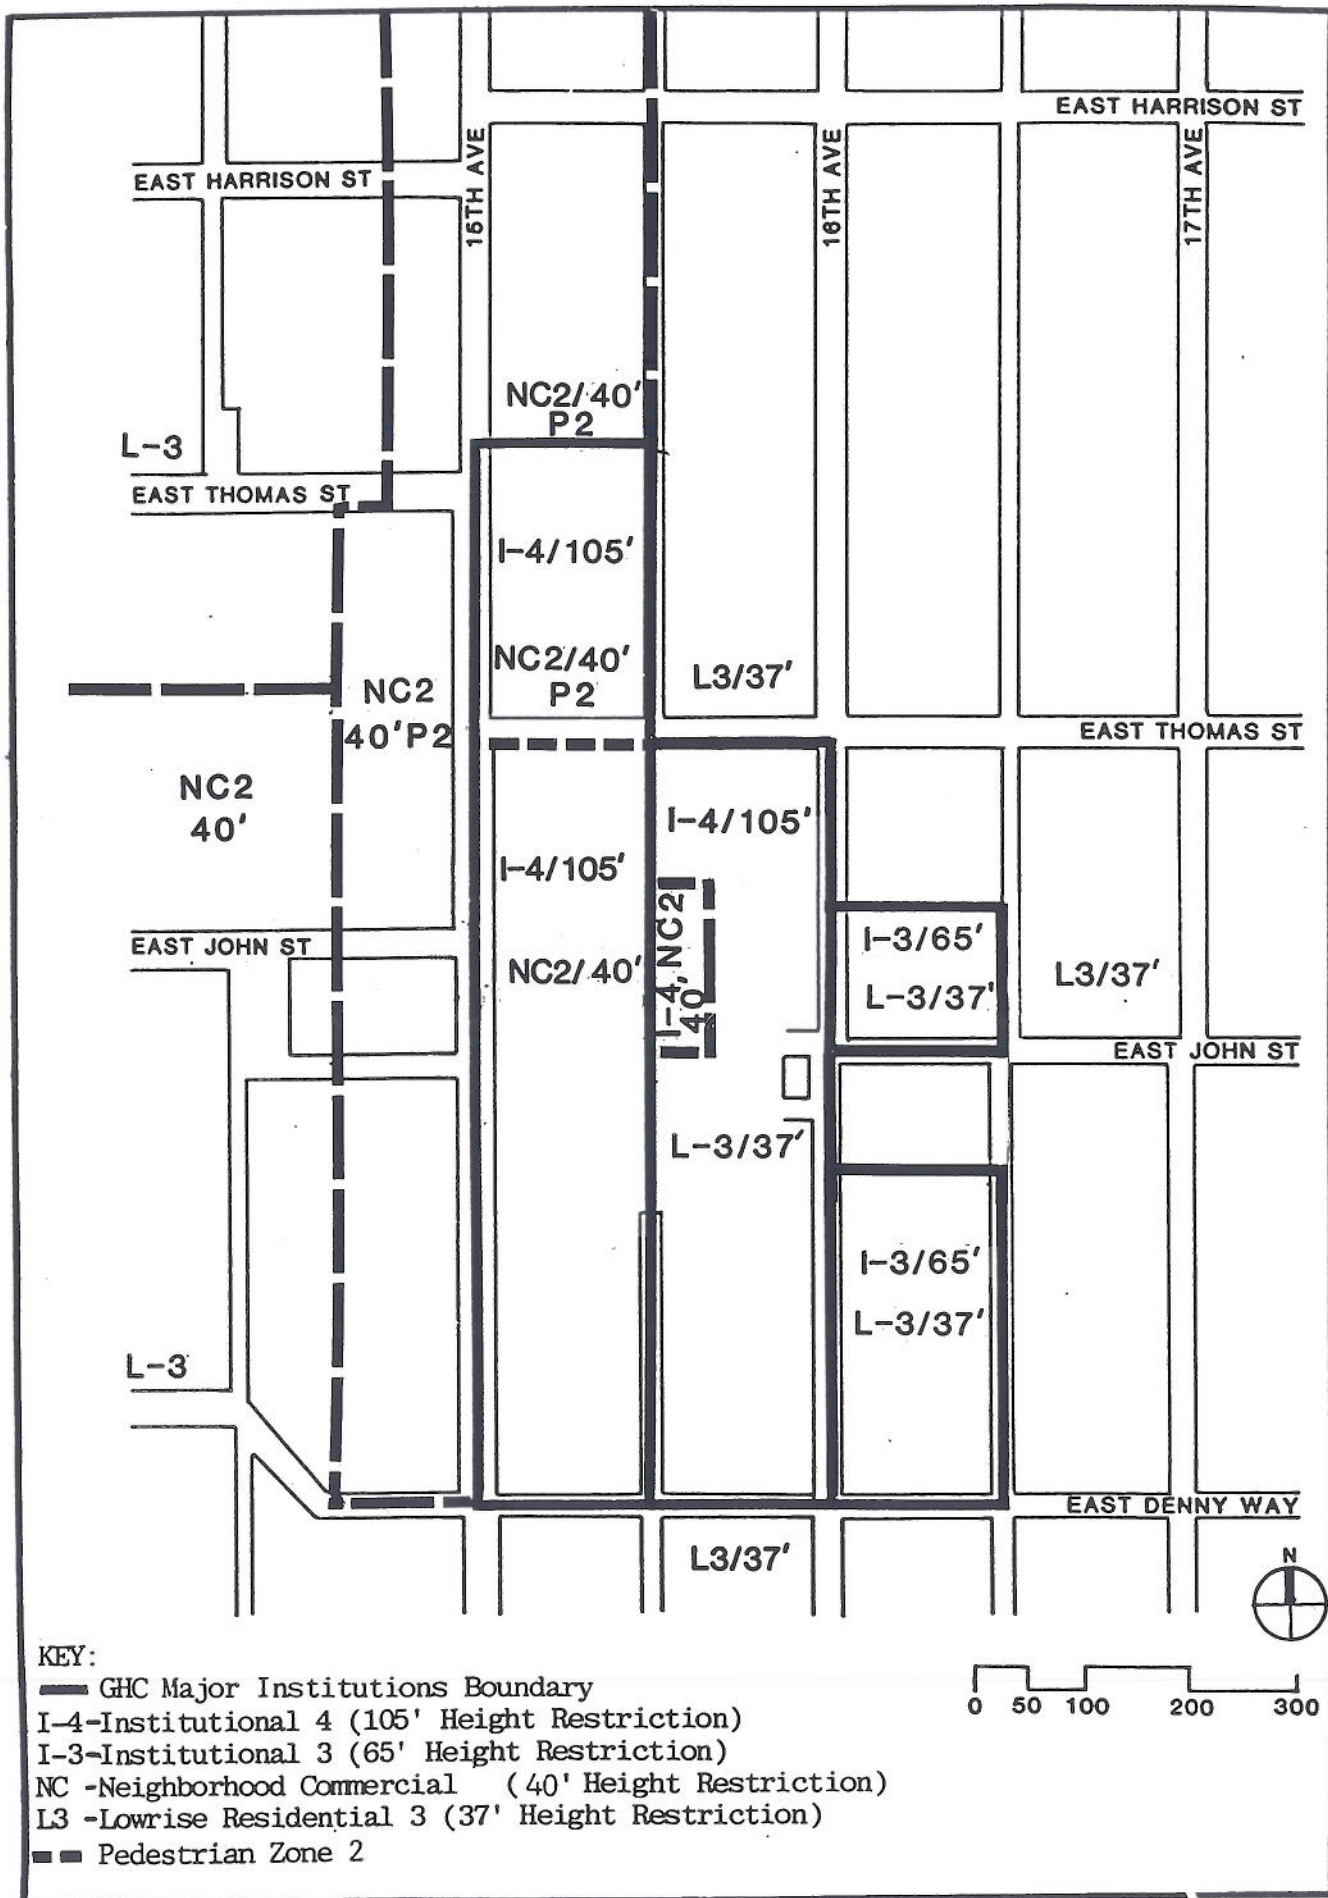 EAST HARRISON ST
15TH AVE
16TH AVE
17TH AVE
EAST HARRISON ST
NC2/40'
P2
L-3
EAST THOMAS ST
I-4/105'
NC2/40'
P2
L3/37'
NC2
40'P2
EAST THOMAS ST
NC2
40'
I-4/105'
I-4/105'
I-4, NC2
40'
I-3/65'
L-3/37'
EAST JOHN ST
NC2/40'
L3/37'
EAST JOHN ST
L-3/37'
I-3/65'
L-3/37'
L-3
EAST DENNY WAY
L3/37'
N
KEY:
GHC Major Institutions Boundary
I-4-Institutional 4 (105' Height Restriction)
I-3-Institutional 3 (65' Height Restriction)
NC -Neighborhood Commercial (40' Height Restriction)
L3 -Lowrise Residential 3 (37' Height Restriction)
Pedestrian Zone 2
0 50 100 200 300